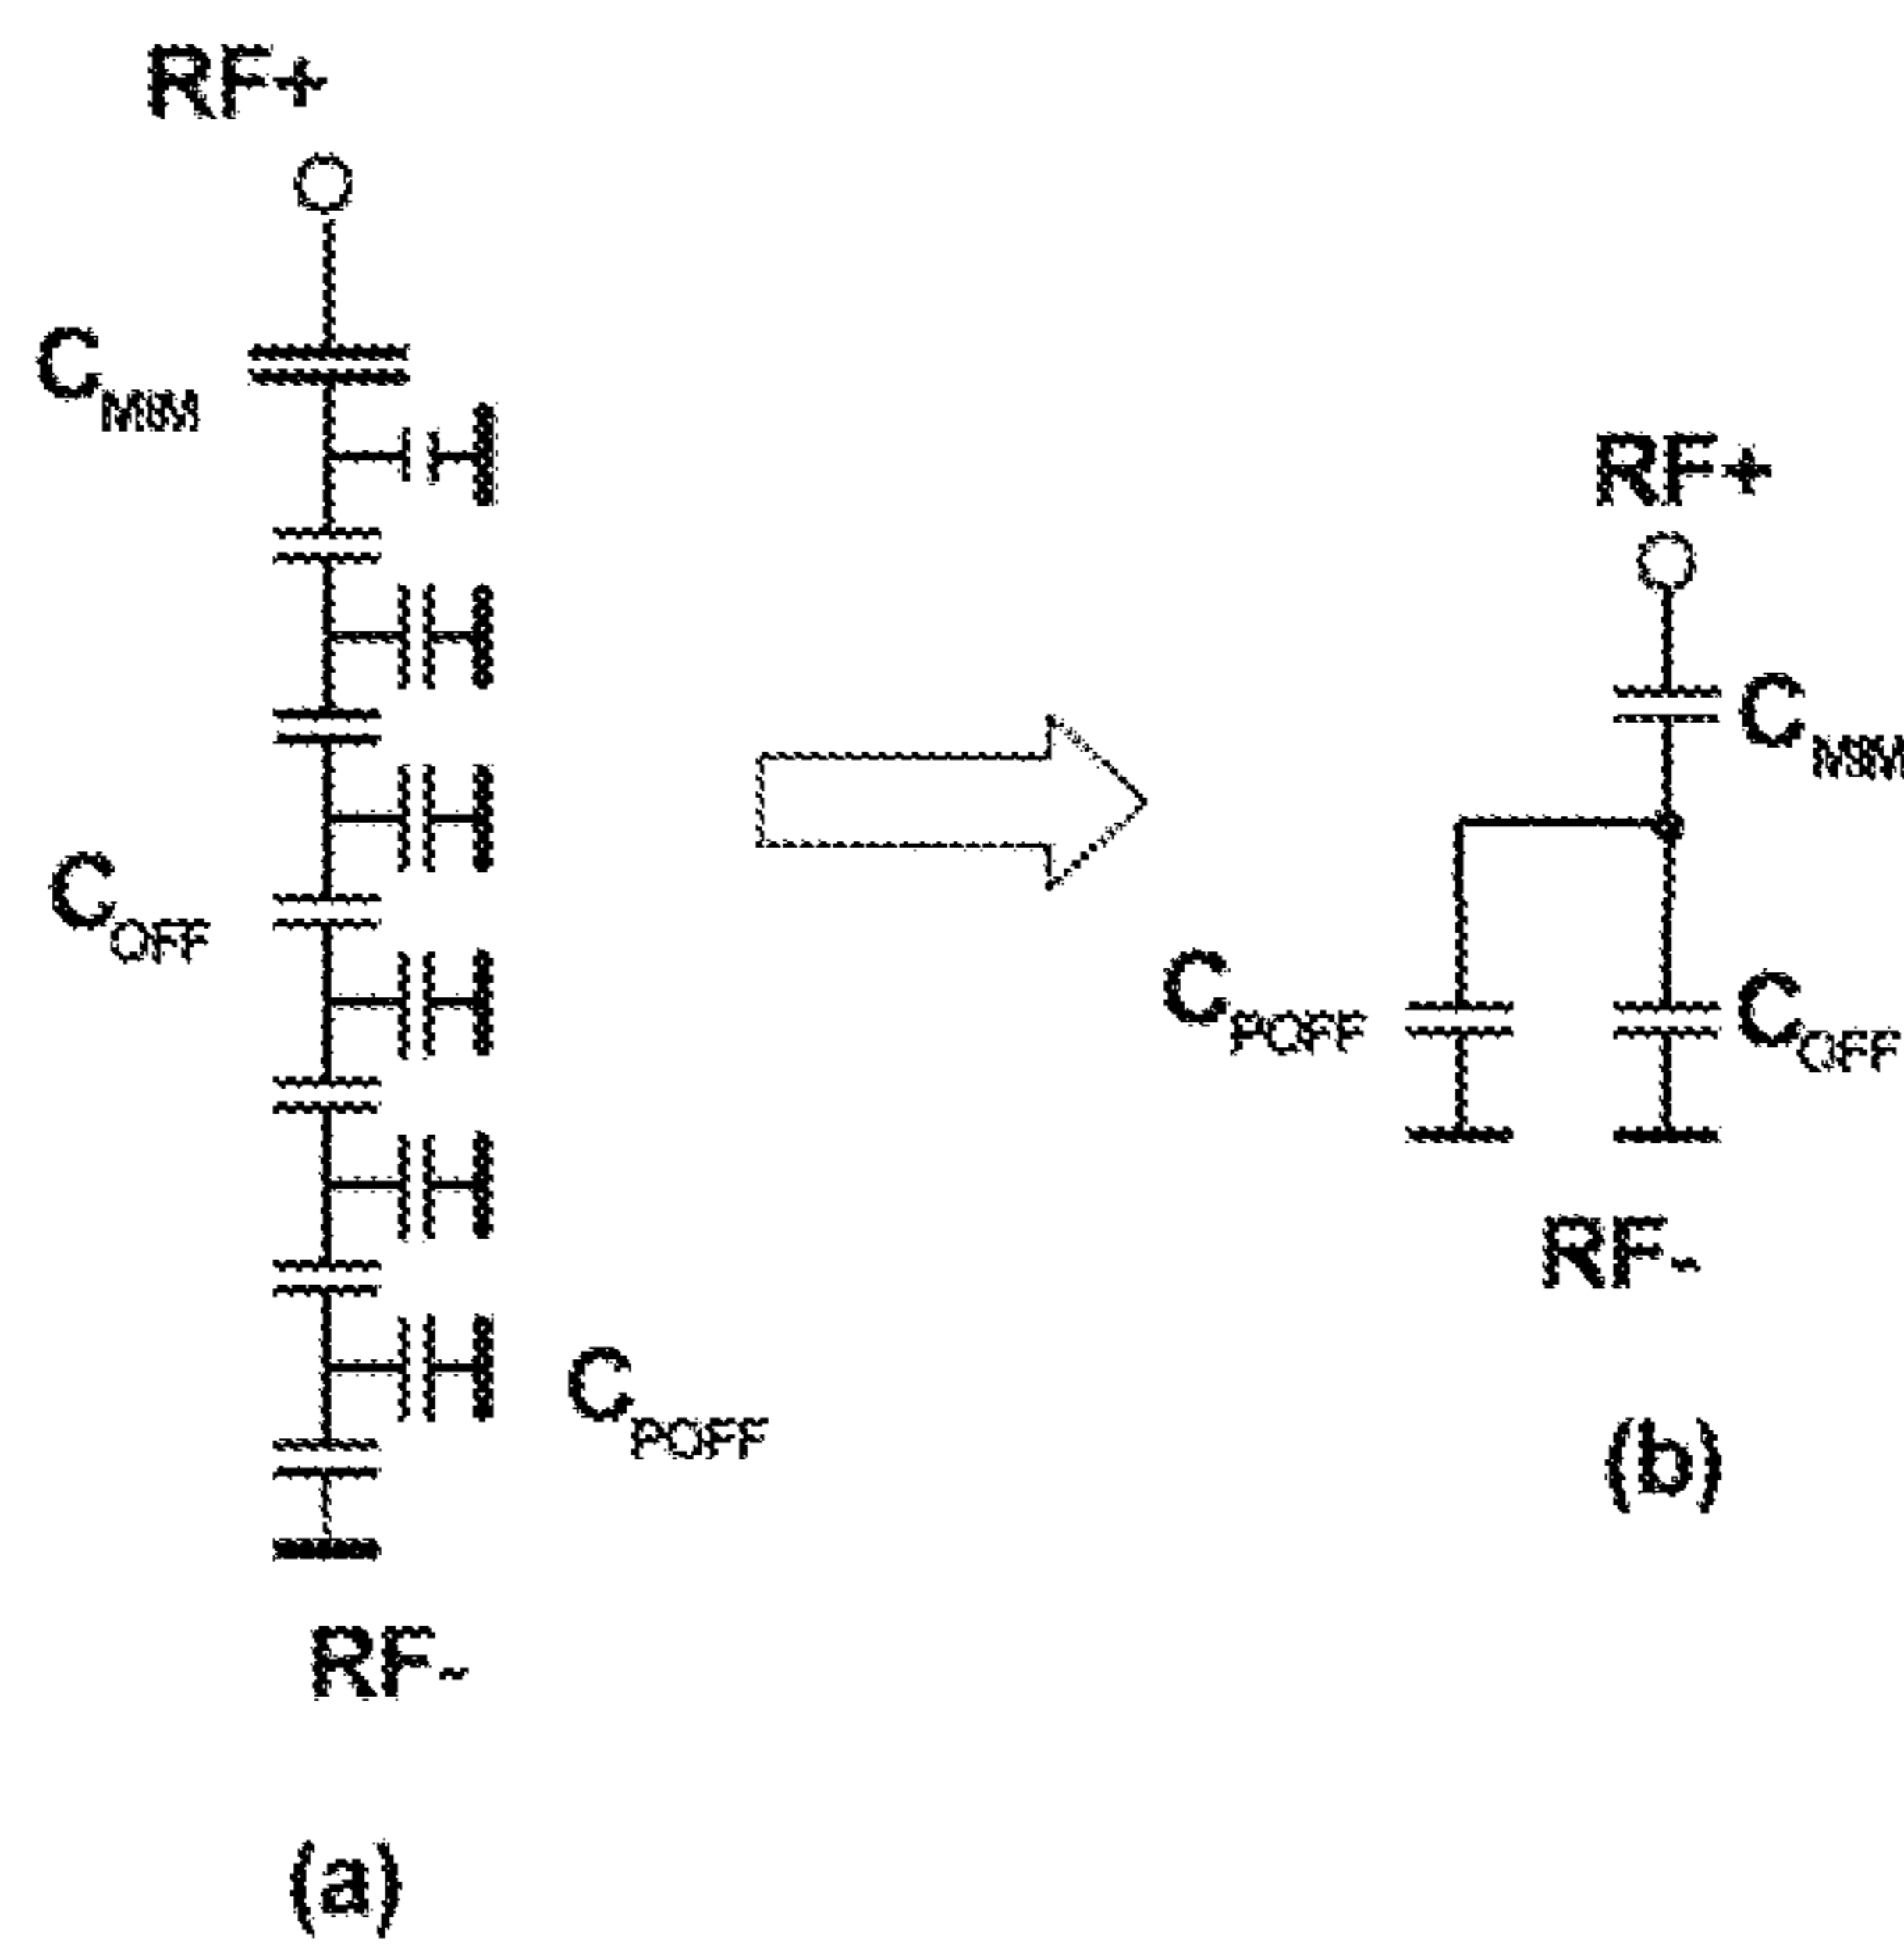 RF+
C_MIM
C_OFF
C_POFF
RF-
(a)
RF+
C_MIM
C_POFF
C_OFF
RF-
(b)